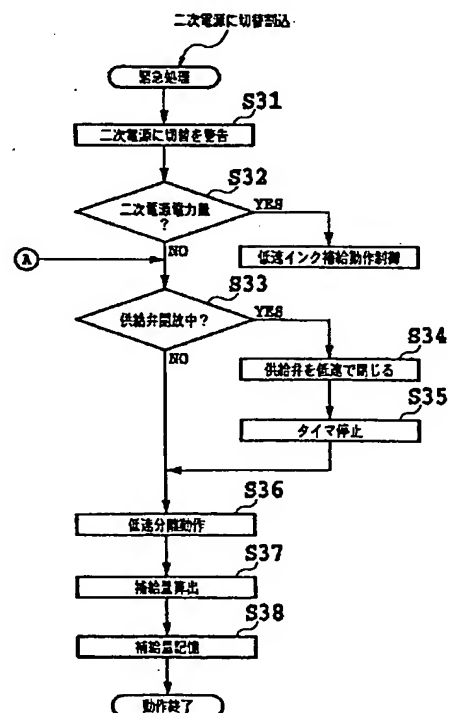 二次電源に切替割込
緊急処理
S31
二次電源に切替を警告
S32
二次電源電力量
?
YES
NO
低速インク補給動作制御
A
S33
供給弁開放中?
YES
NO
S34
供給弁を低速で閉じる
S35
タイマ停止
S36
低速分離動作
S37
補給量算出
S38
補給量記憶
動作終了